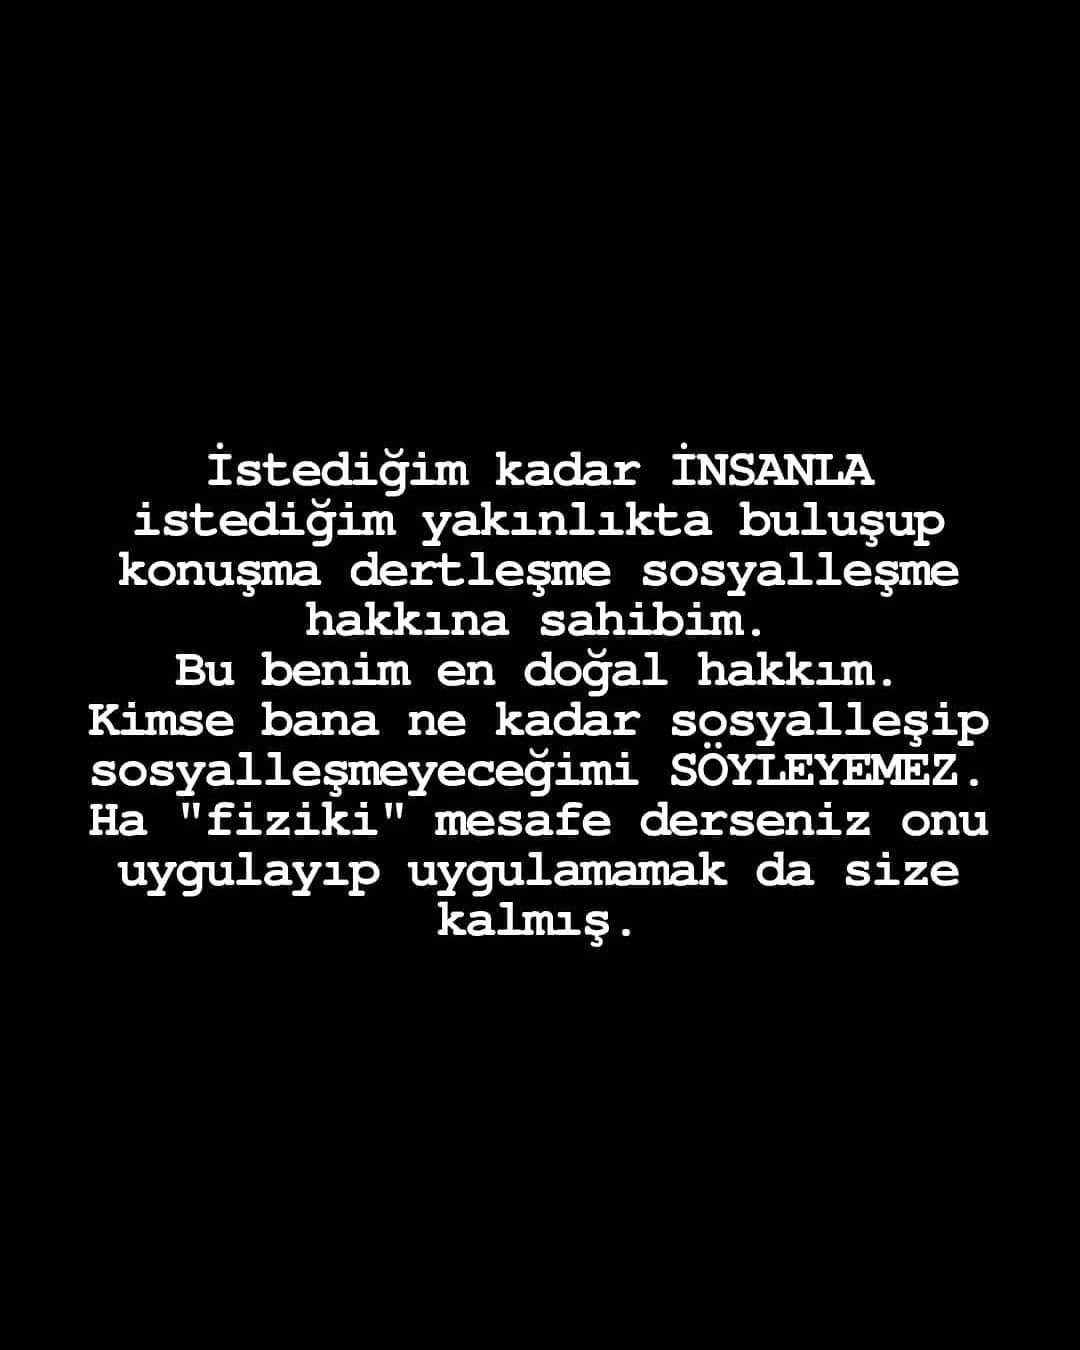 İstediğim kadar İNSANLA
istediğim yakınlıkta buluşup
konuşma dertleşme sosyalleşme
hakkına sahibim.
Bu benim en doğal hakkım.
Kimse bana ne kadar sosyalleşip
sosyalleşmeyeceğimi SÖYLEYEMEZ.
Ha "fiziki" mesafe derseniz onu
uygulayıp uygulamamak da size
kalmış.